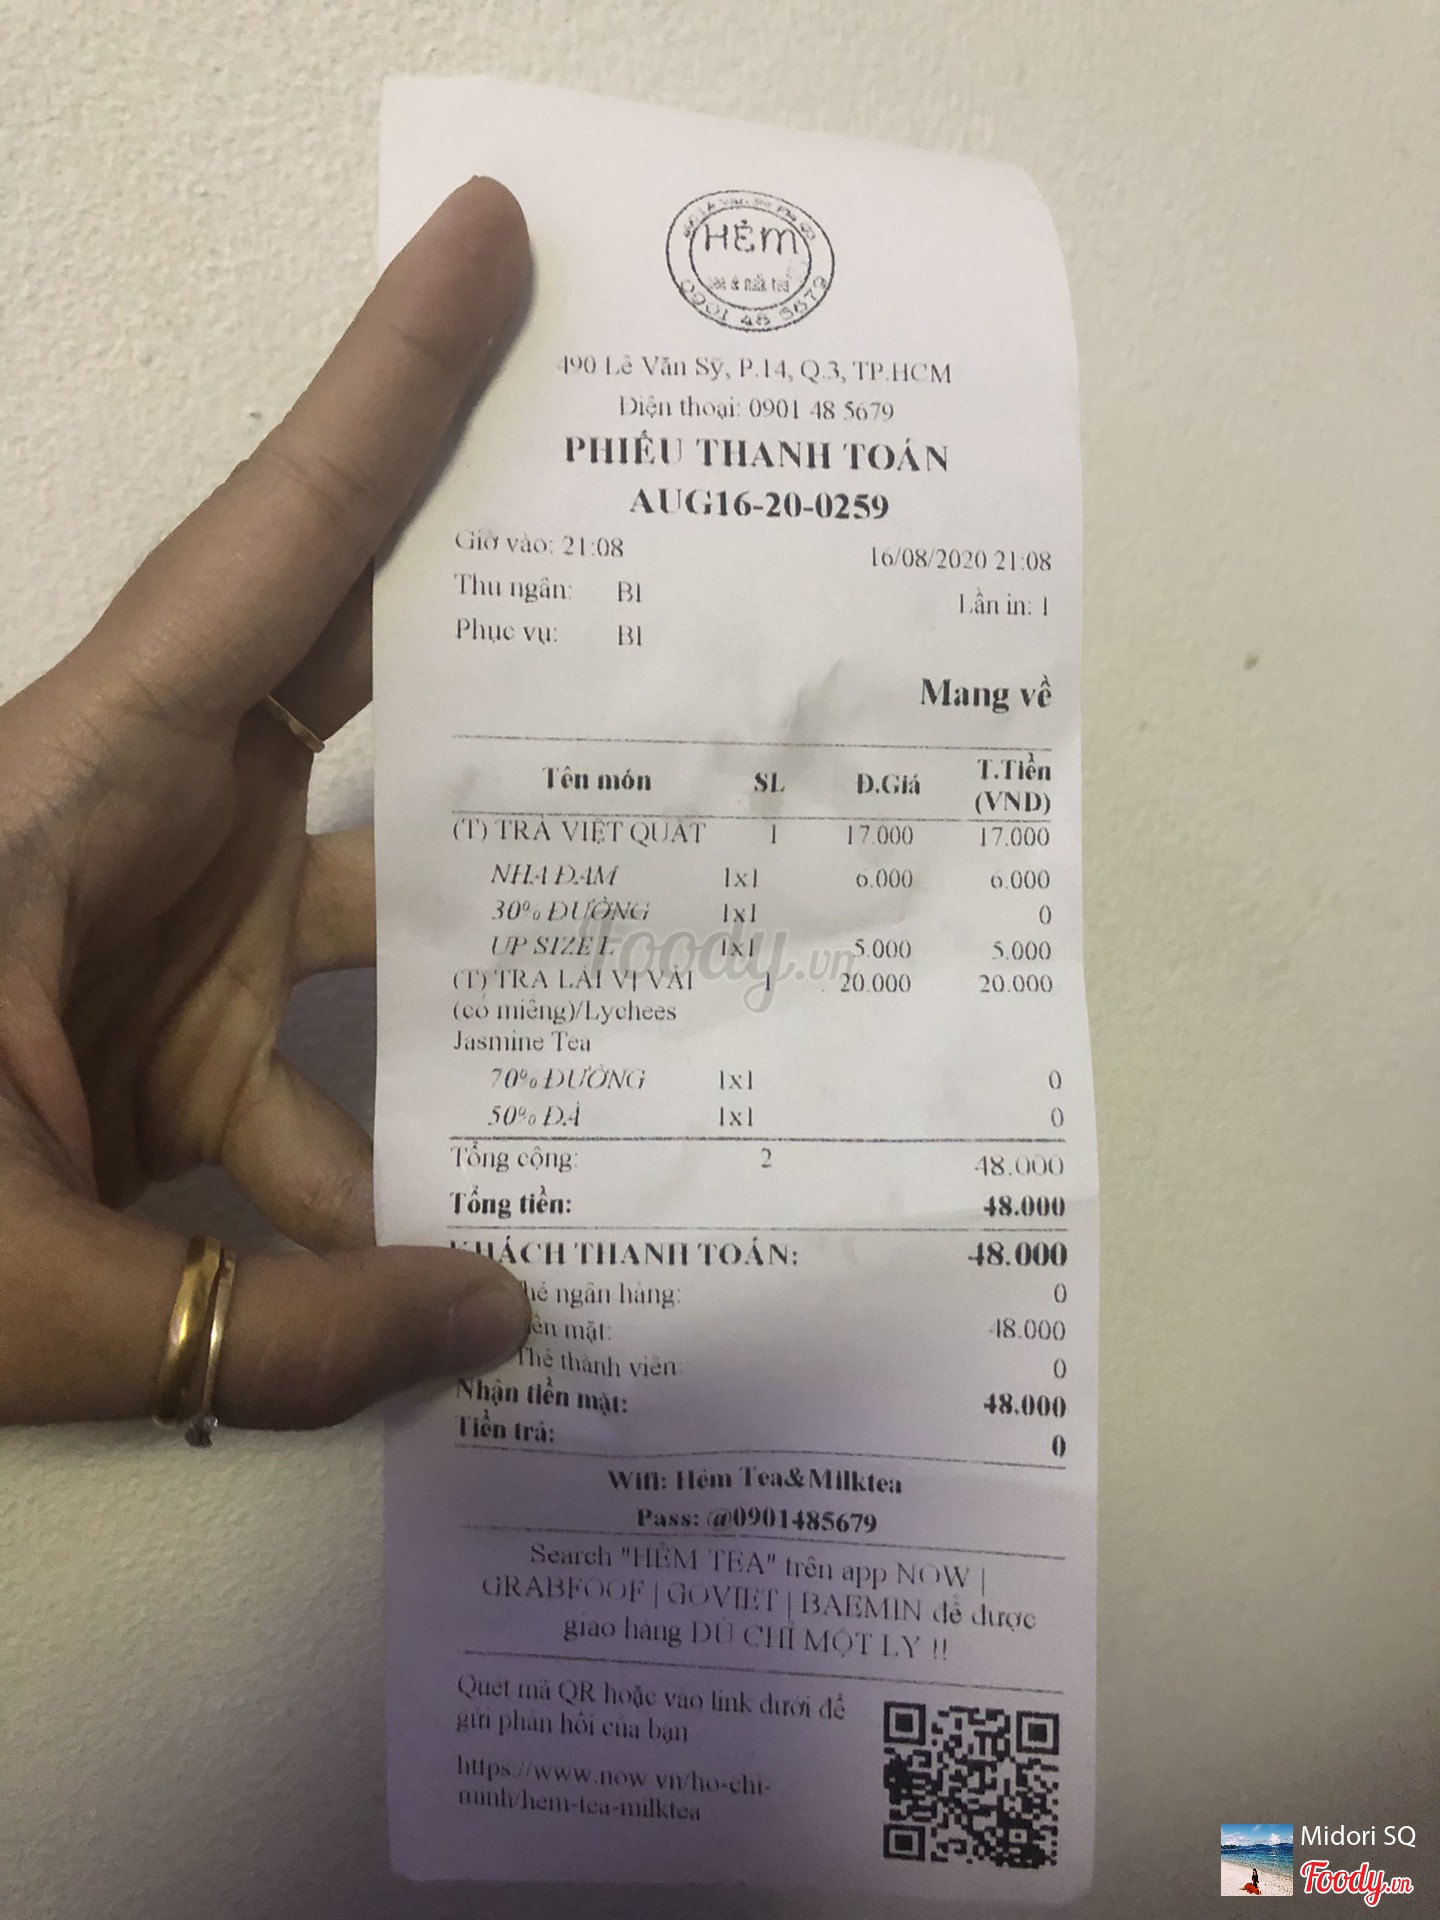 HẺM
tea & milk tea
0901 48 5679
490 Lê Văn Sỹ, P.14, Q.3, TP.HCM
Điện thoại: 0901 48 5679
PHIẾU THANH TOÁN
AUG16-20-0259
Giờ vào: 21:08
16/08/2020 21:08
Thu ngân: BI
Lần in: 1
Phục vụ: BI
Mang về
Tên món SL Đ.Giá T.Tiền (VND)
(T) TRÀ VIỆT QUẤT 1 17.000 17.000
NHA ĐAM 1x1 6.000 6.000
30% ĐƯỜNG 1x1 0
UP SIZE L 1x1 5.000 5.000
(T) TRÀ LÀI VỊ VẢI 1 20.000 20.000
(có miếng)/Lychees
Jasmine Tea
70% ĐƯỜNG 1x1 0
50% ĐÁ 1x1 0
Tổng cộng: 2 48.000
Tổng tiền: 48.000
KHÁCH THANH TOÁN: 48.000
ngân hàng: 0
mặt: 48.000
Thẻ thành viên: 0
Nhận tiền mặt: 48.000
Tiền trả: 0
Wifi: Hẻm Tea&Milktea
Pass: @0901485679
Search "HẺM TEA" trên app NOW |
GRABFOOF | GOVIET | BAEMIN để được
giao hàng DÙ CHỈ MỘT LY !!
Quét mã QR hoặc vào link dưới để
gửi phản hồi của bạn
https://www.now.vn/ho-chi-
minh/hem-tea-milktea
Foody.vn
Midori SQ
Foody.vn